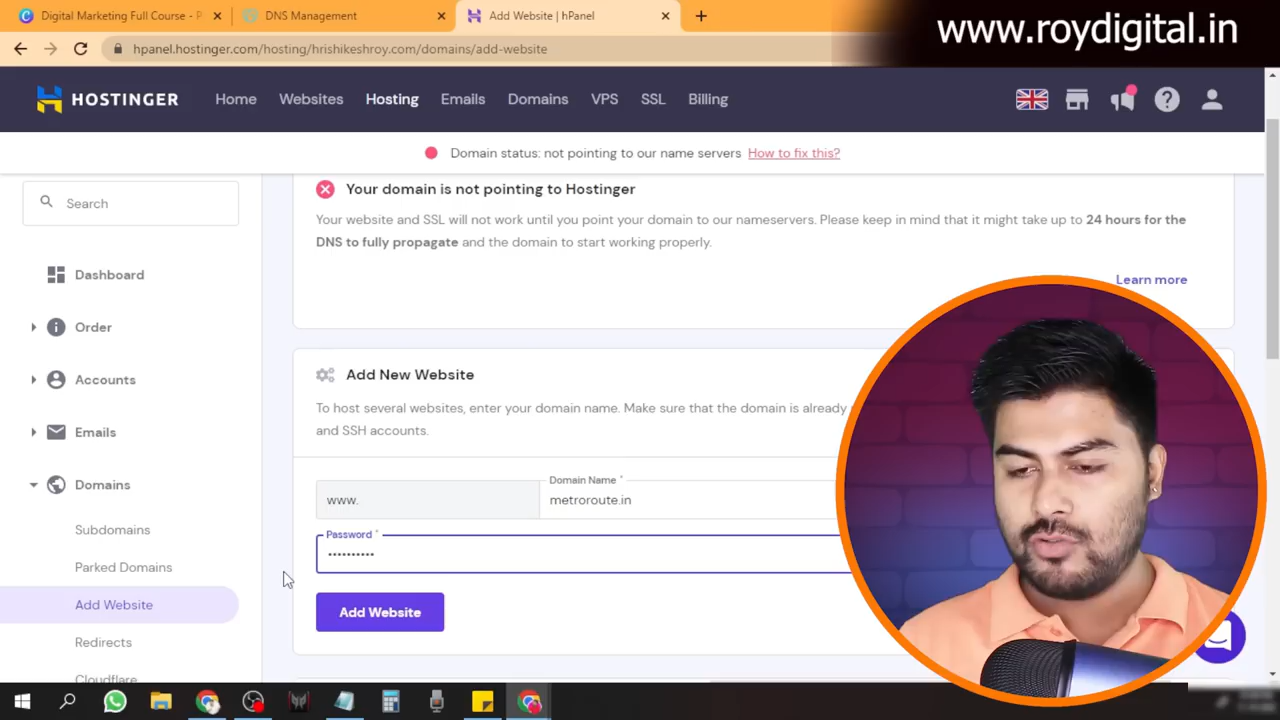 www.roydigital.in
Digital Marketing Full Course - P
DNS Management
Add Website | hPanel
hpanel.hostinger.com/hosting/hrishikeshroy.com/domains/add-website
HOSTINGER
Home
Websites
Hosting
Emails
Domains
VPS
SSL
Billing
Domain status: not pointing to our name servers How to fix this?
Search
Dashboard
Order
Accounts
Emails
Domains
Subdomains
Parked Domains
Add Website
Redirects
Cloudflare
Your domain is not pointing to Hostinger
Your website and SSL will not work until you point your domain to our nameservers. Please keep in mind that it might take up to 24 hours for the
DNS to fully propagate and the domain to start working properly.
Learn more
Add New Website
To host several websites, enter your domain name. Make sure that the domain is already
and SSH accounts.
www.
Domain Name *
metroroute.in
Password *
••••••••••
Add Website